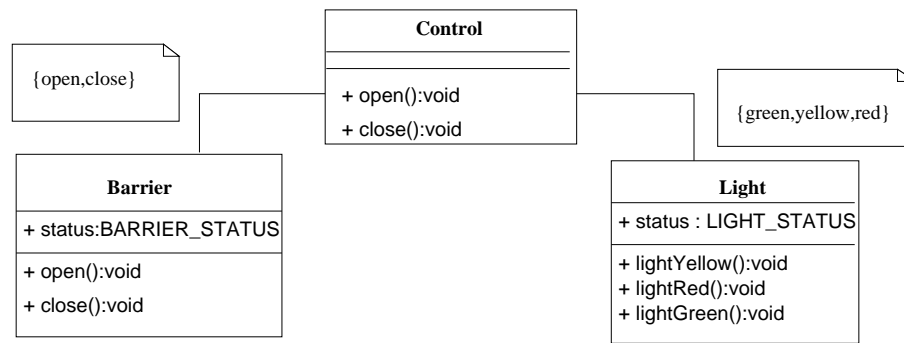 Control
{open,close}
+ open():void
+ close():void
{green,yellow,red}
Barrier
+ status:BARRIER_STATUS
+ open():void
+ close():void
Light
+ status : LIGHT_STATUS
+ lightYellow():void
+ lightRed():void
+ lightGreen():void